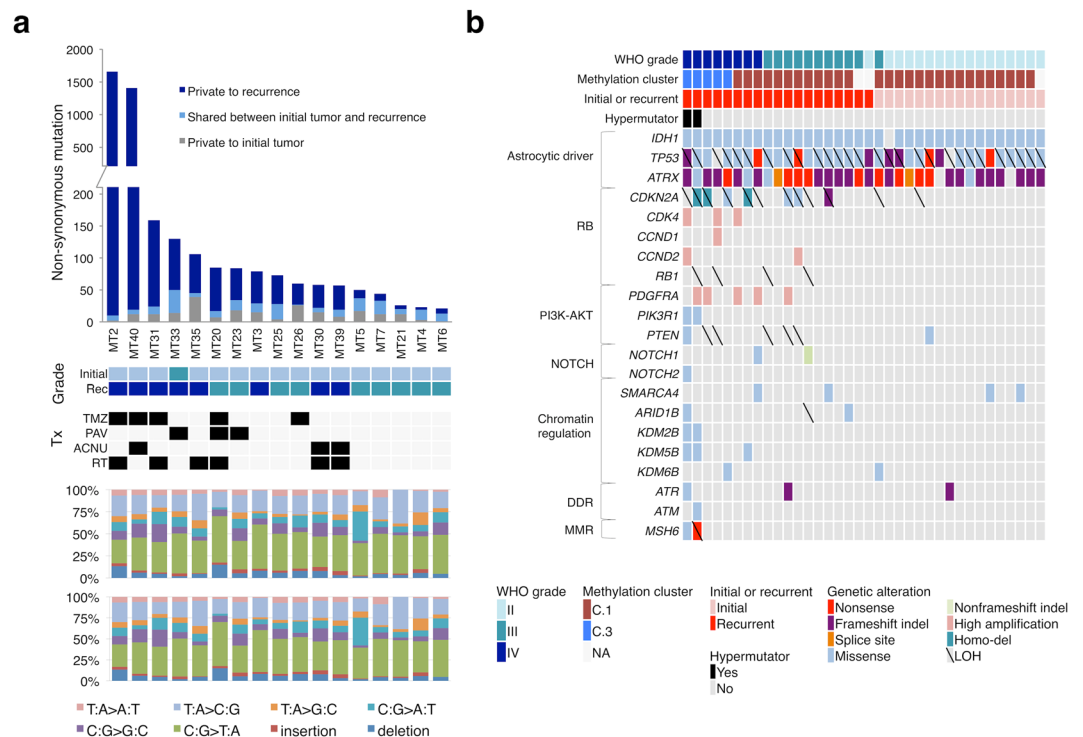 a
2000
1500
1000
500
200
150
100
50
0
Non-synonymous mutation
Private to recurrence
Shared between initial tumor and recurrence
Private to initial tumor
MT2 MT40 MT31 MT33 MT35 MT20 MT23 MT3 MT25 MT26 MT30 MT39 MT5 MT7 MT21 MT4 MT6
Grade
Initial
Rec
Tx
TMZ
PAV
ACNU
RT
100%
75%
50%
25%
0%
100%
75%
50%
25%
0%
T:A>A:T T:A>C:G T:A>G:C C:G>A:T
C:G>G:C C:G>T:A insertion deletion
b
WHO grade
Methylation cluster
Initial or recurrent
Hypermutator
Astrocytic driver
IDH1
TP53
ATRX
RB
CDKN2A
CDK4
CCND1
CCND2
RB1
PI3K-AKT
PDGFRA
PIK3R1
PTEN
NOTCH
NOTCH1
NOTCH2
Chromatin
regulation
SMARCA4
ARID1B
KDM2B
KDM5B
KDM6B
DDR
ATR
ATM
MMR
MSH6
WHO grade
II
III
IV
Methylation cluster
C.1
C.3
NA
Initial or recurrent
Initial
Recurrent
Hypermutator
Yes
No
Genetic alteration
Nonsense
Frameshift indel
Splice site
Missense
Nonframeshift indel
High amplification
Homo-del
LOH